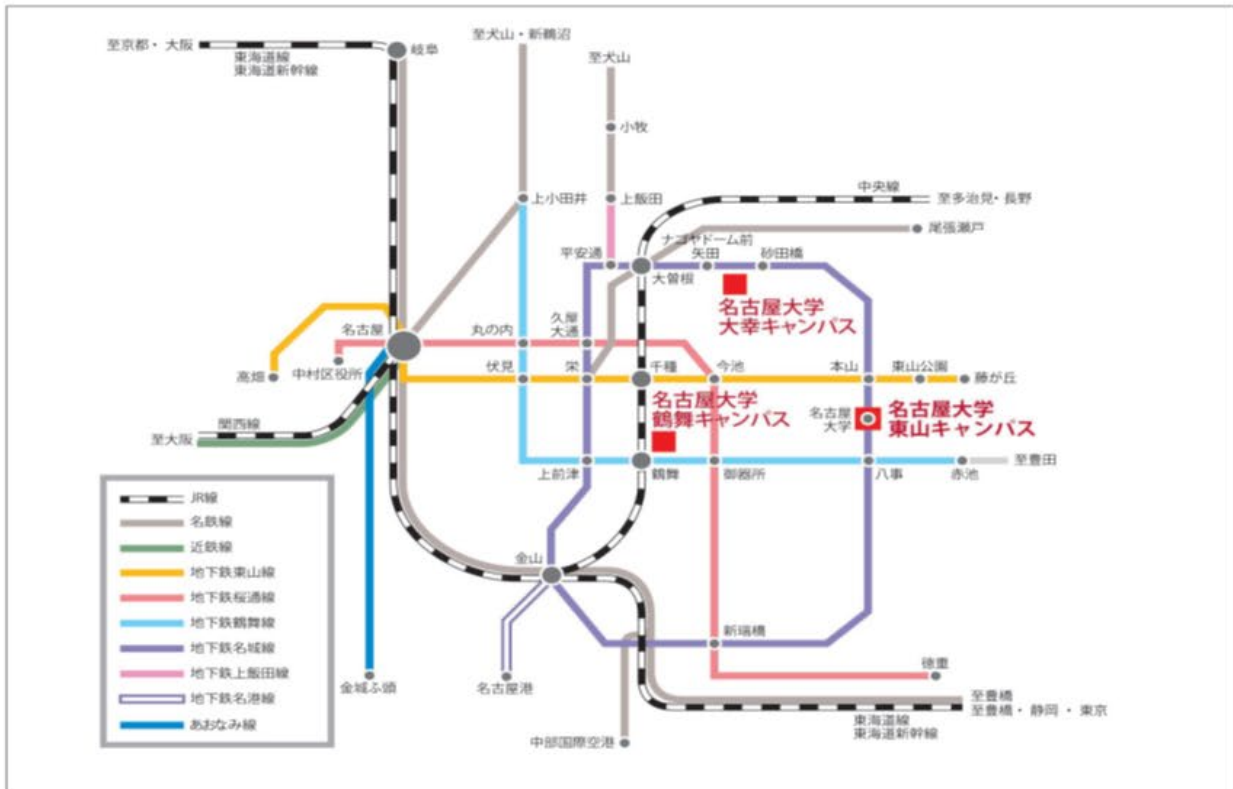 至京都・大阪
東海道線
東海道新幹線
岐阜
至犬山・新鵜沼
至犬山
小牧
上小田井
上飯田
中央線
至多治見・長野
尾張瀬戸
ナゴヤドーム前
平安通
矢田
砂田橋
大曽根
名古屋大学
大幸キャンパス
名古屋
丸の内
久屋
大通
高畑
中村区役所
伏見
栄
千種
今池
本山
東山公園
藤が丘
名古屋大学
鶴舞キャンパス
名古屋
大学
名古屋大学
東山キャンパス
関西線
至大阪
上前津
鶴舞
御器所
八事
赤池
至豊田
JR線
名鉄線
近鉄線
地下鉄東山線
地下鉄桜通線
地下鉄鶴舞線
地下鉄名城線
地下鉄上飯田線
地下鉄名港線
あおなみ線
金山
新瑞橋
金城ふ頭
名古屋港
徳重
中部国際空港
至豊橋
至豊橋・静岡・東京
東海道線
東海道新幹線